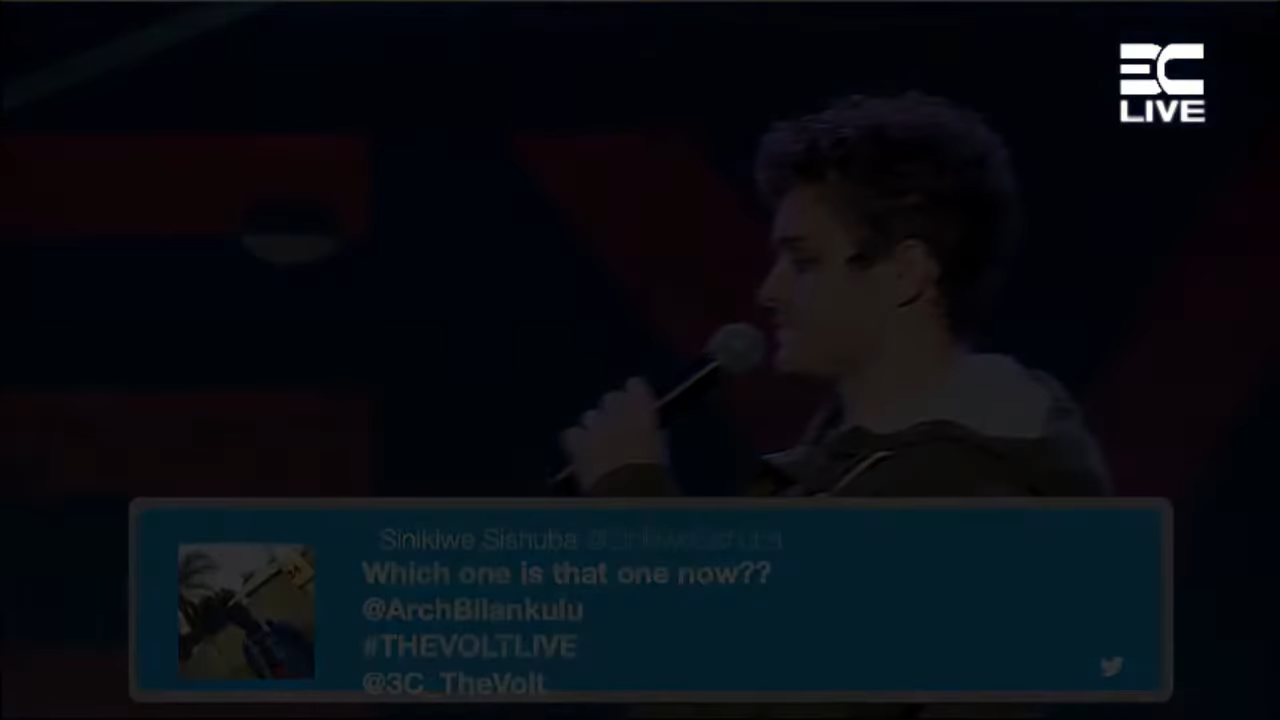 3C
LIVE
Sinikiwe Sishuba
Which one is that one now??
@ArchBilankulu
#THEVOLTLIVE
@3C_TheVolt